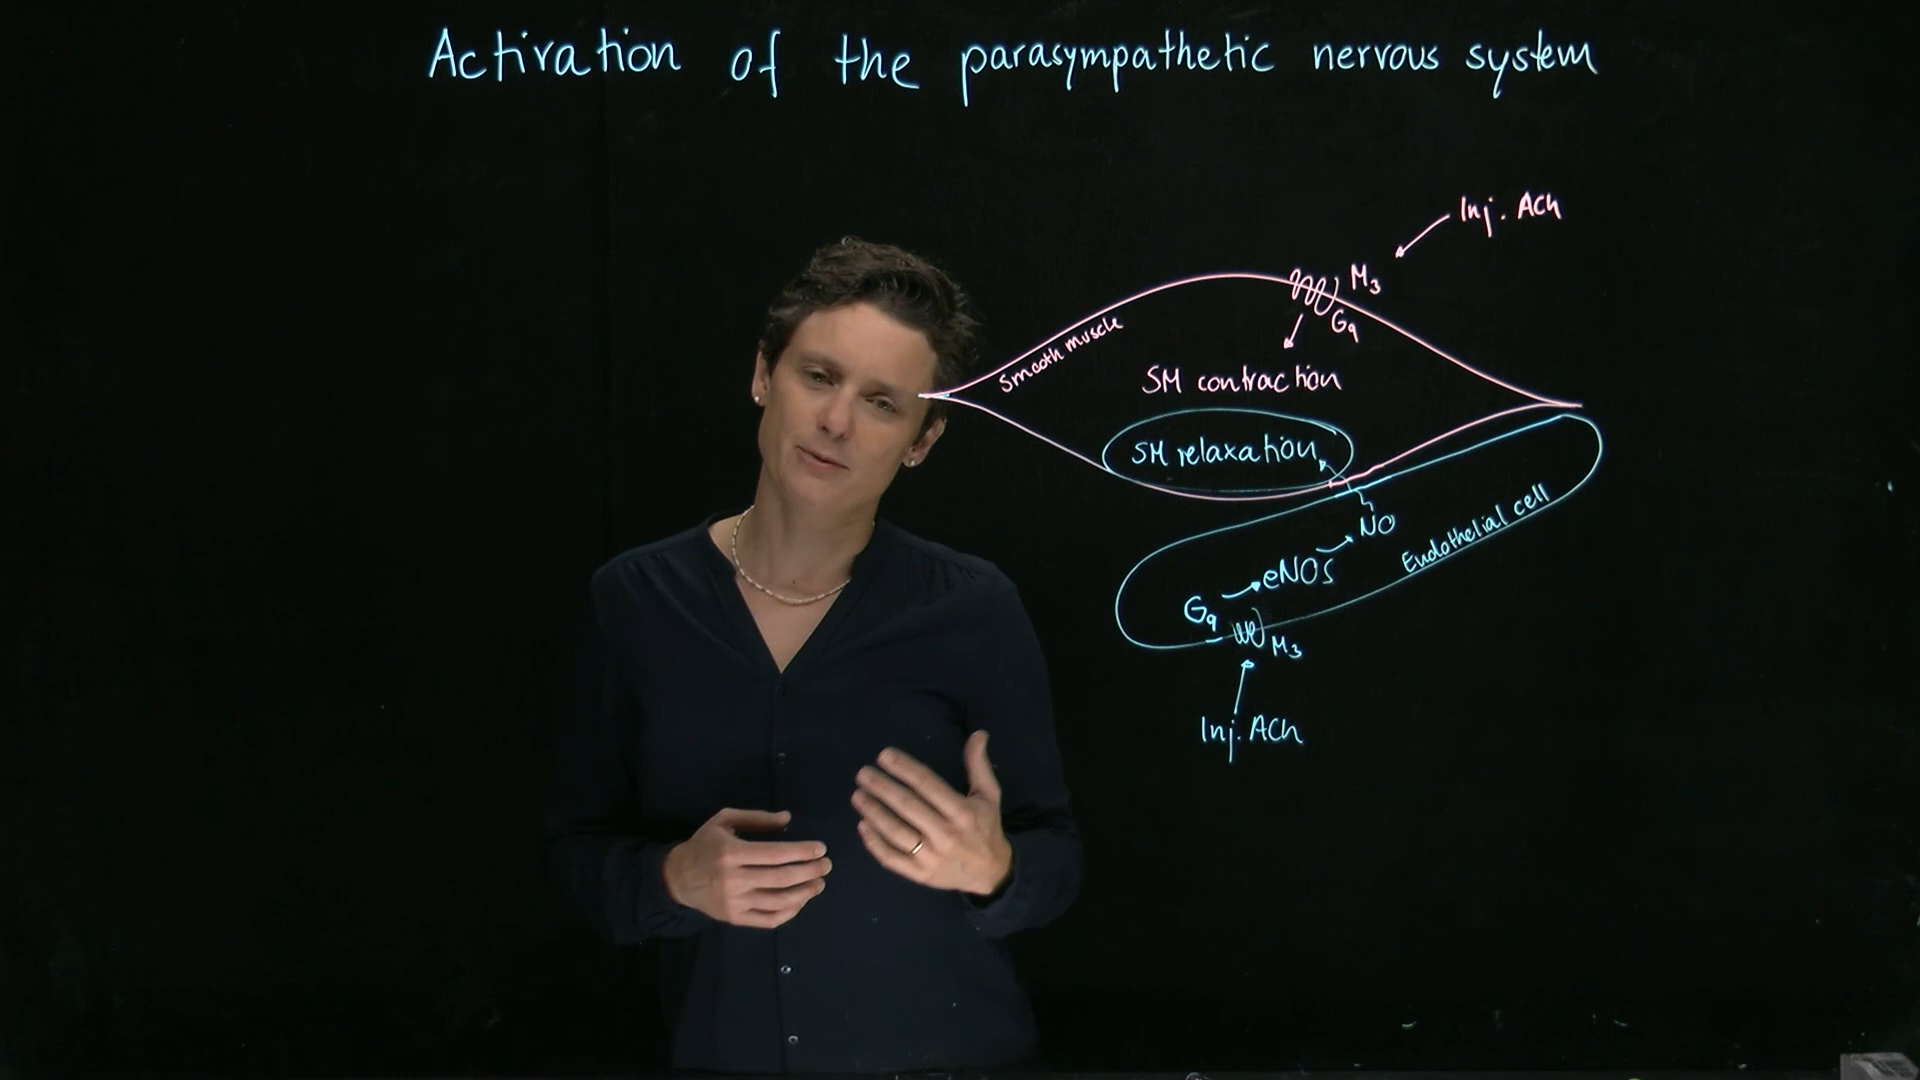 Activation of the parasympathetic nervous system
Inj. ACh
M3
Gq
Smooth muscle
SM contraction
SM relaxation
NO
Endothelial cell
eNOS
Gq
M3
Inj. ACh